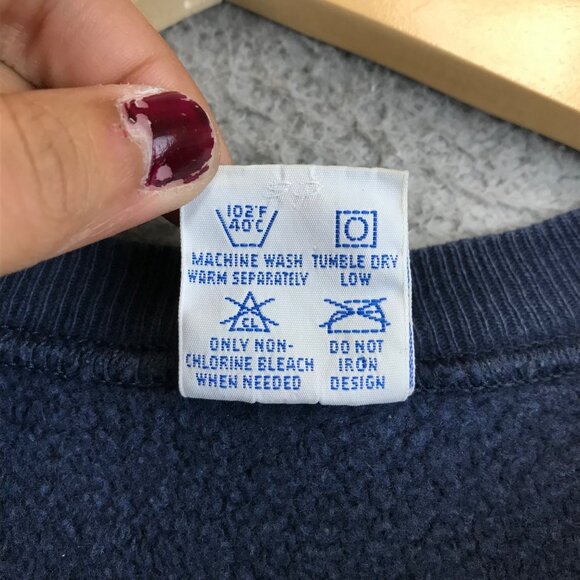 102°F
40°C
MACHINE WASH
WARM SEPARATELY
TUMBLE DRY
LOW
CL
ONLY NON-
CHLORINE BLEACH
WHEN NEEDED
DO NOT
IRON
DESIGN